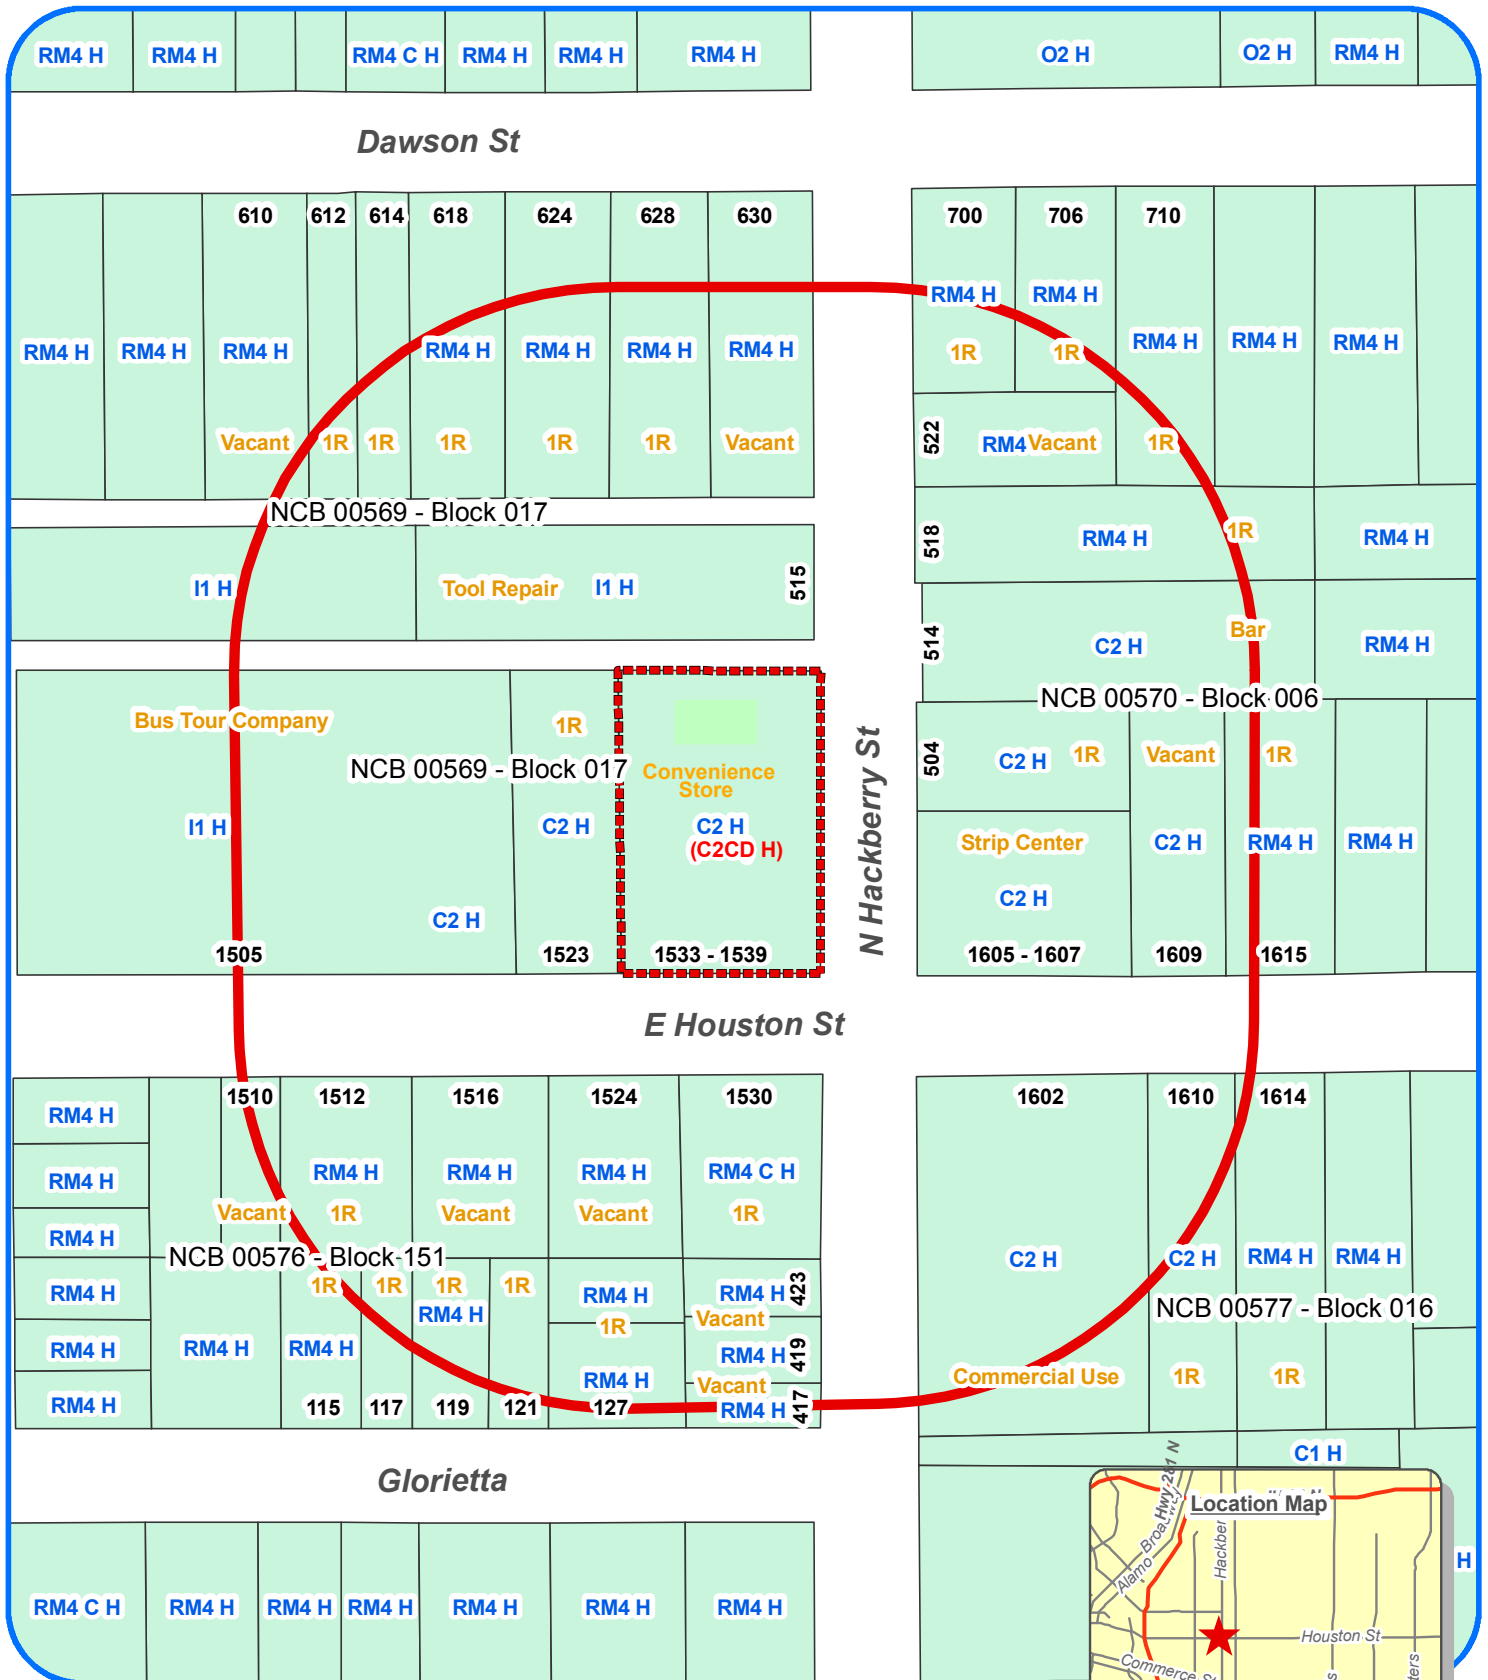 RM4 H RM4 H RM4 C H RM4 H RM4 H RM4 H O2 H O2 H RM4 H
Dawson St
610 612 614 618 624 628 630 700 706 710
RM4 H RM4 H
RM4 H RM4 H RM4 H RM4 H RM4 H RM4 H RM4 H 1R 1R RM4 H RM4 H RM4 H
Vacant 1R 1R 1R 1R 1R Vacant 522 RM4 Vacant 1R
NCB 00569 - Block 017
518 RM4 H 1R RM4 H
I1 H Tool Repair I1 H 515
514 C2 H Bar RM4 H
NCB 00570 - Block 006
Bus Tour Company 1R
504 C2 H 1R Vacant 1R
NCB 00569 - Block 017
Convenience
Store
I1 H C2 H C2 H
(C2CD H)
N Hackberry St
Strip Center C2 H RM4 H RM4 H
C2 H
C2 H
1505 1523 1533 - 1539 1605 - 1607 1609 1615
E Houston St
1510 1512 1516 1524 1530 1602 1610 1614
RM4 H
RM4 H RM4 H RM4 H RM4 H RM4 C H
Vacant 1R Vacant Vacant 1R
RM4 H
NCB 00576 - Block 151
C2 H C2 H RM4 H RM4 H
RM4 H 1R 1R 1R 1R RM4 H RM4 H 423
RM4 H
NCB 00577 - Block 016
1R Vacant
RM4 H RM4 H RM4 H RM4 H 419
RM4 H Vacant
Commercial Use 1R 1R
RM4 H 115 117 119 121 127 RM4 H 417
C1 H
Glorietta
Location Map
Hwy 281 N
Broadway
Alamo
Hackber
H
RM4 C H RM4 H RM4 H RM4 H RM4 H RM4 H RM4 H
Houston St
Commerce St